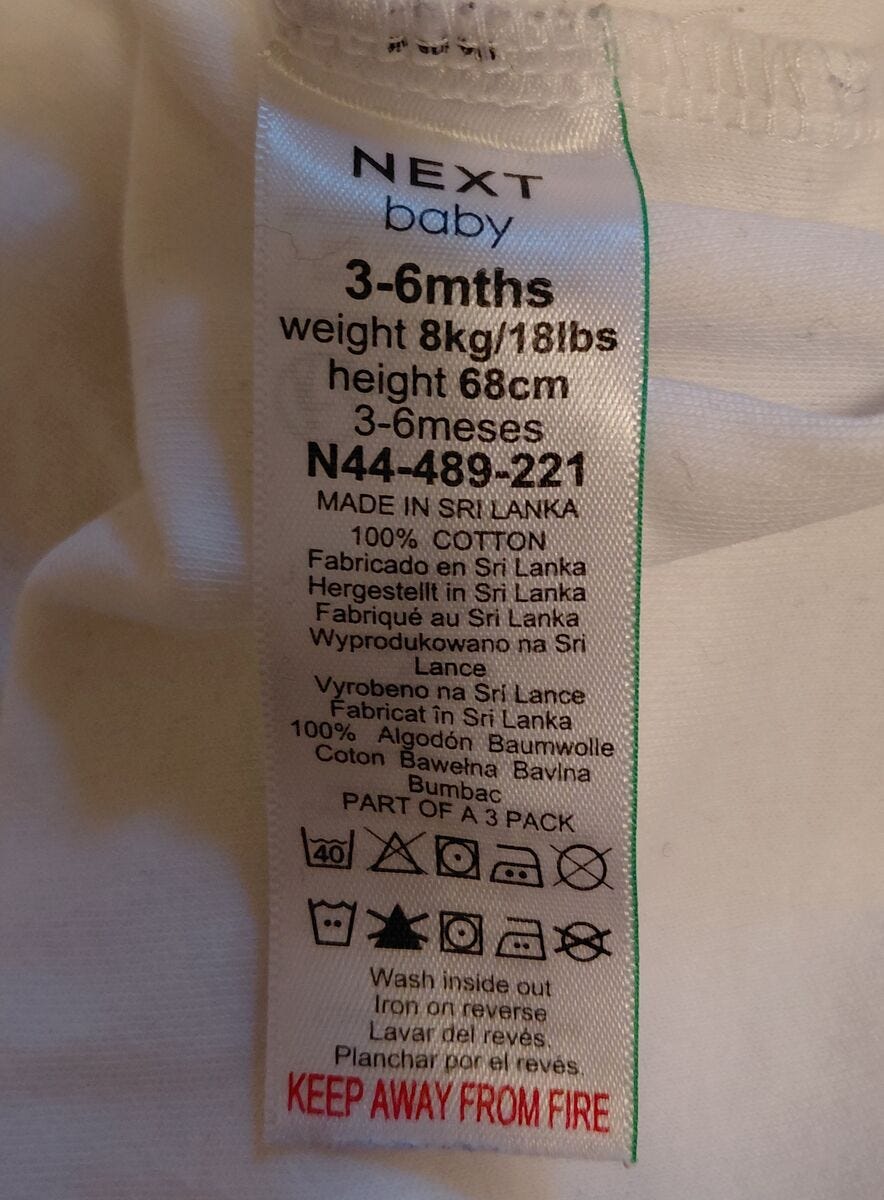 NEXT
baby
3-6mths
weight 8kg/18lbs
height 68cm
3-6meses
N44-489-221
MADE IN SRI LANKA
100% COTTON
Fabricado en Sri Lanka
Hergestellt in Sri Lanka
Fabriqué au Sri Lanka
Wyprodukowano na Sri
Lance
Vyrobeno na Srí Lance
Fabricat în Sri Lanka
100% Algodón Baumwolle
Coton Bawełna Bavlna
Bumbac
PART OF A 3 PACK
40
Wash inside out
Iron on reverse
Lavar del revés.
Planchar por el revés.
KEEP AWAY FROM FIRE